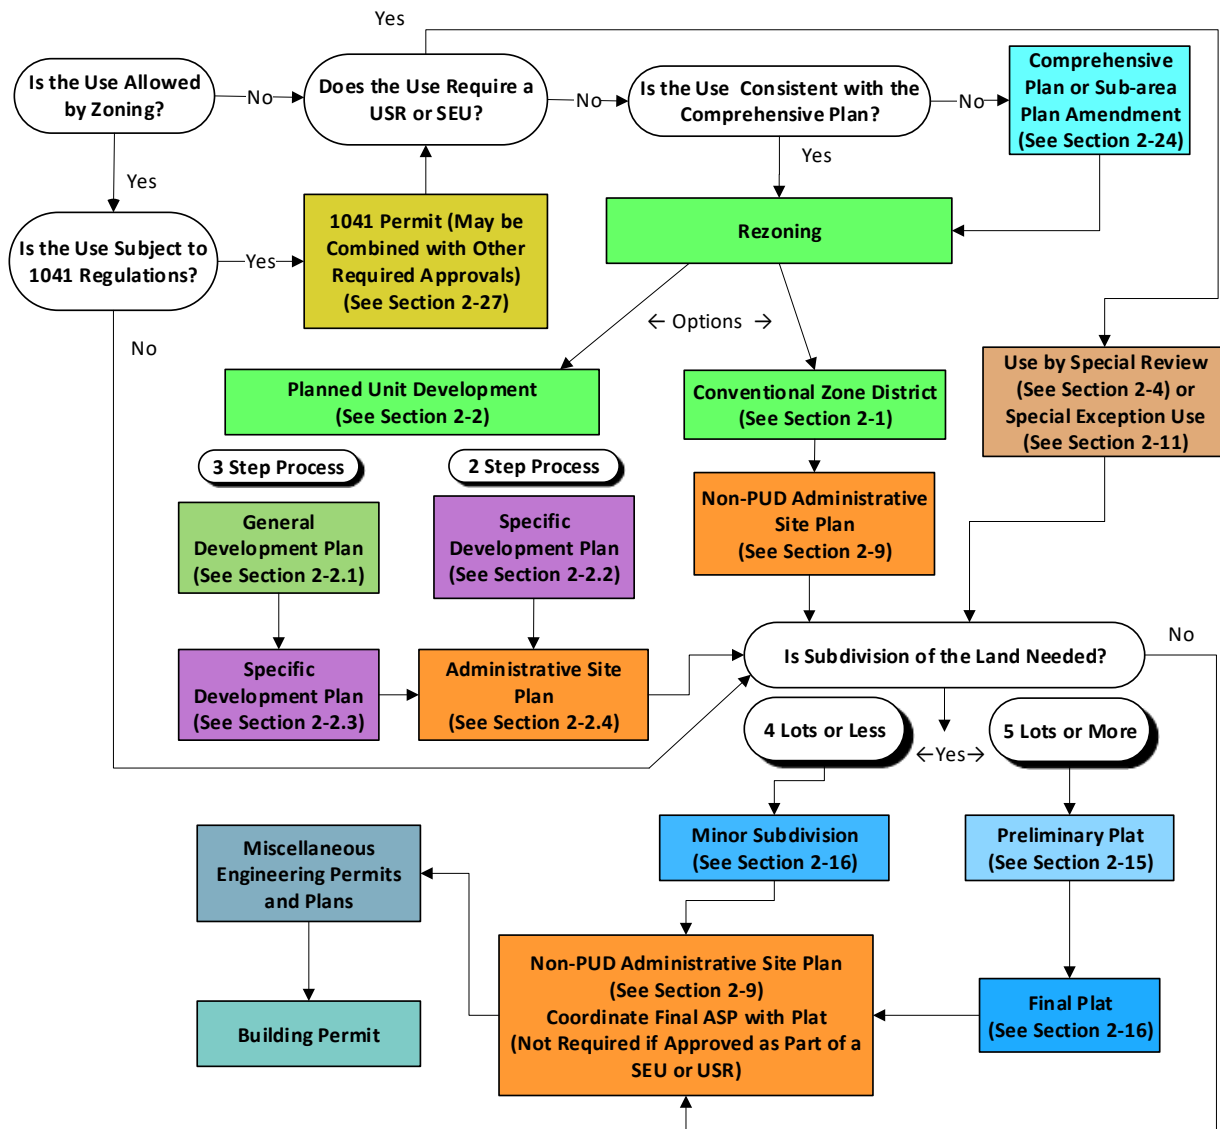 Yes
Is the Use Allowed
by Zoning?
No
Does the Use Require a
USR or SEU?
No
Is the Use Consistent with the
Comprehensive Plan?
No
Comprehensive
Plan or Sub-area
Plan Amendment
(See Section 2-24)
Yes
Yes
Is the Use Subject to
1041 Regulations?
Yes
1041 Permit (May be
Combined with Other
Required Approvals)
(See Section 2-27)
Rezoning
No
← Options →
Planned Unit Development
(See Section 2-2)
Conventional Zone District
(See Section 2-1)
Use by Special Review
(See Section 2-4) or
Special Exception Use
(See Section 2-11)
3 Step Process
2 Step Process
General
Development Plan
(See Section 2-2.1)
Specific
Development Plan
(See Section 2-2.2)
Non-PUD Administrative
Site Plan
(See Section 2-9)
Specific
Development Plan
(See Section 2-2.3)
Administrative Site
Plan
(See Section 2-2.4)
Is Subdivision of the Land Needed?
No
4 Lots or Less
←Yes→
5 Lots or More
Minor Subdivision
(See Section 2-16)
Preliminary Plat
(See Section 2-15)
Miscellaneous
Engineering Permits
and Plans
Non-PUD Administrative Site Plan
(See Section 2-9)
Coordinate Final ASP with Plat
(Not Required if Approved as Part of a
SEU or USR)
Final Plat
(See Section 2-16)
Building Permit